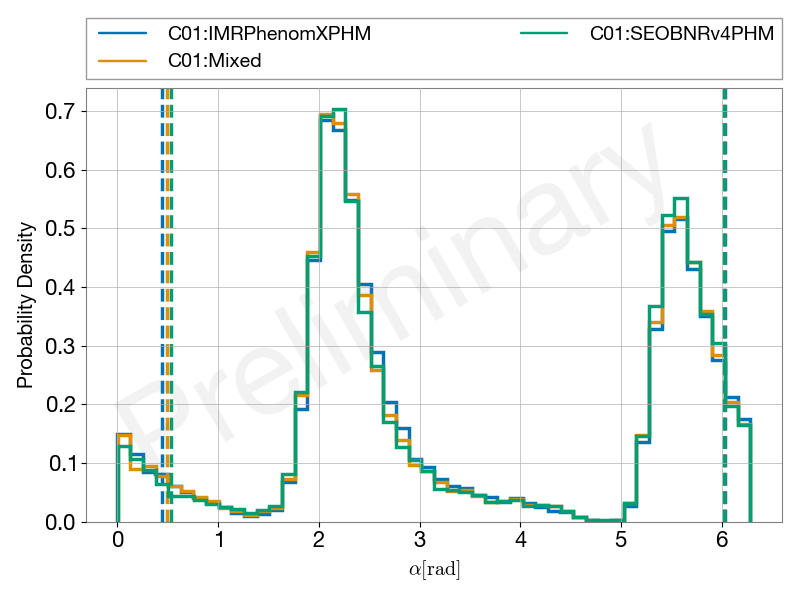 C01:IMRPhenomXPHM
C01:Mixed
C01:SEOBNRv4PHM
0.7
0.6
0.5
0.4
0.3
0.2
0.1
0.0
Probability Density
Preliminary
0 1 2 3 4 5 6
α[rad]